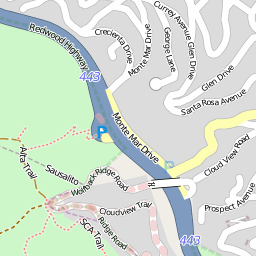 Redwood Highway
443
Crecienta Drive
Monte Mar Drive
Currey Avenue
George Lane
Glen Drive
Glen Drive
Santa Rosa Avenue
P
Monte Mar Drive
Cloud View Road
Alta Trail
Sausalito
Wolfback Ridge Road
Cloudview Trail
Prospect Avenue
SCA Trail
Ridge Road
443